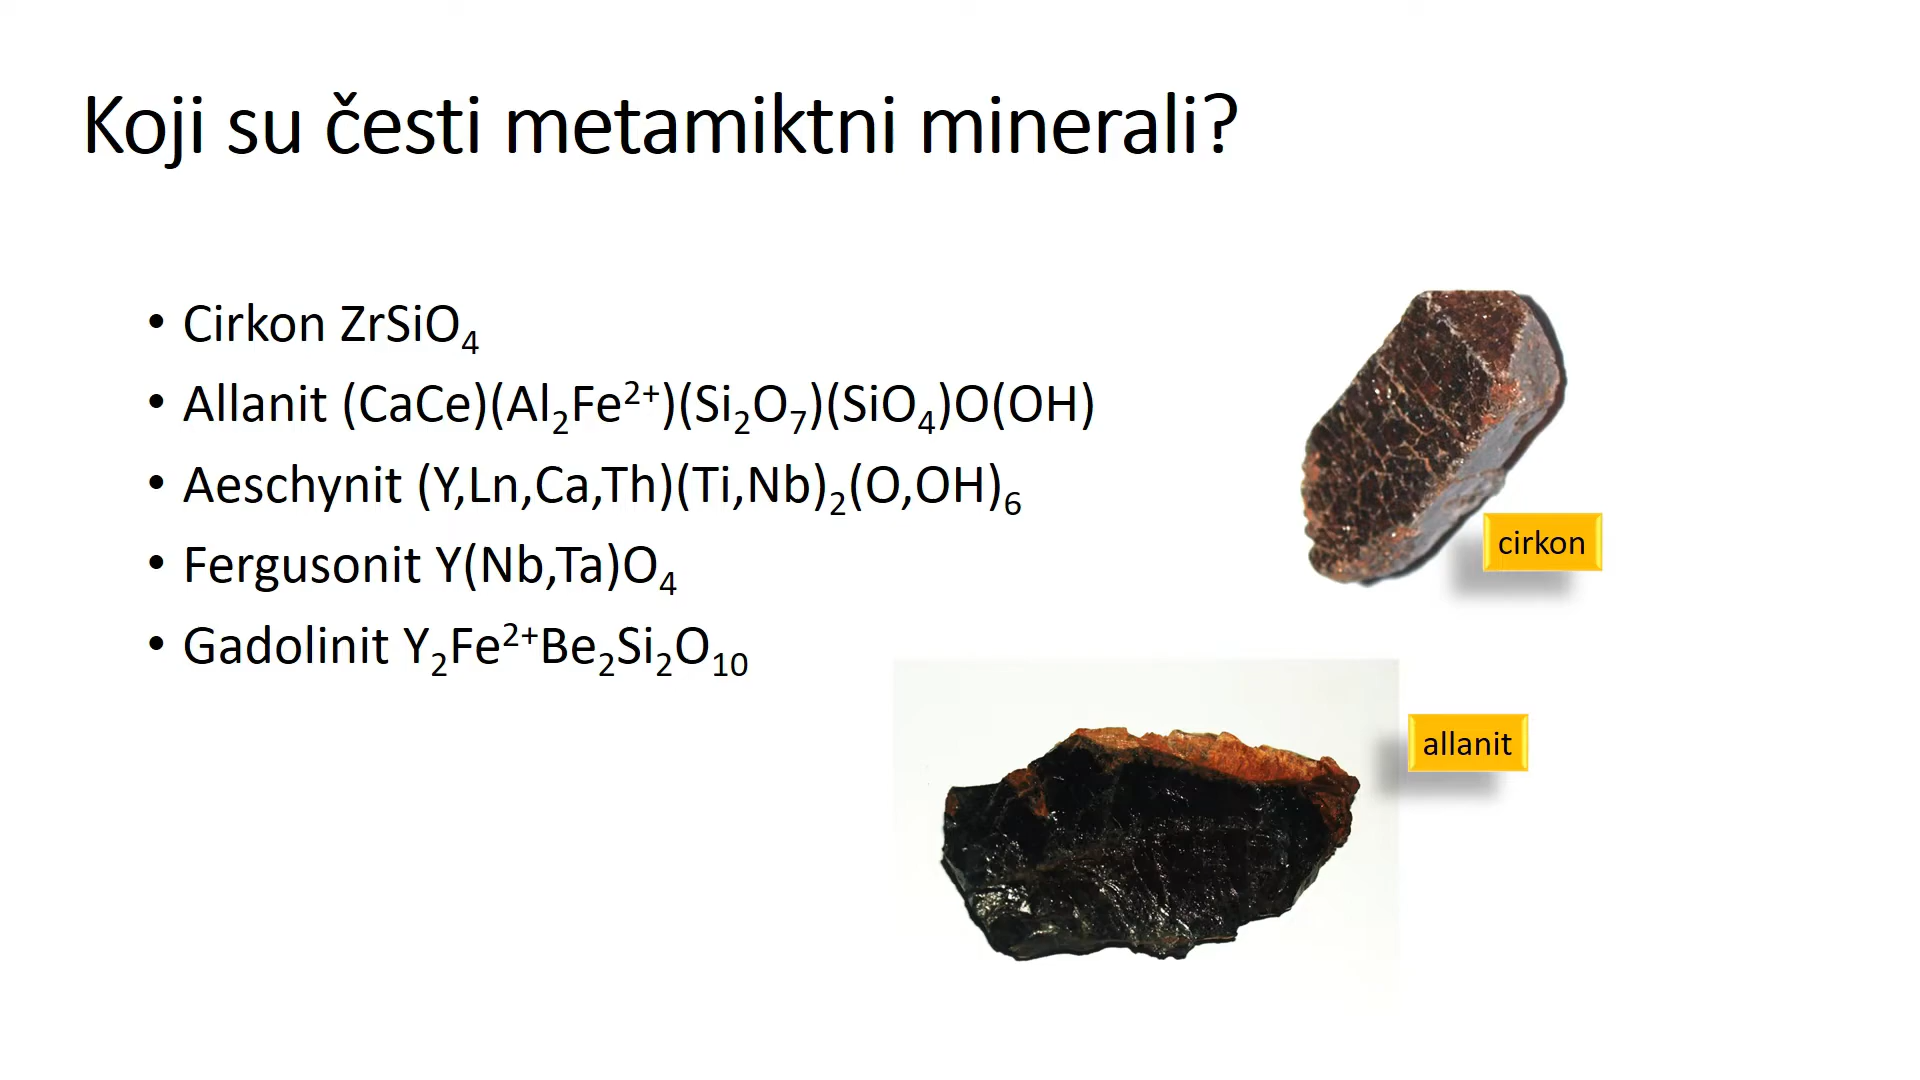 Koji su česti metamiktni minerali?
• Cirkon ZrSiO₄
• Allanit (CaCe)(Al₂Fe²⁺)(Si₂O₇)(SiO₄)O(OH)
• Aeschynit (Y,Ln,Ca,Th)(Ti,Nb)₂(O,OH)₆
• Fergusonit Y(Nb,Ta)O₄
• Gadolinit Y₂Fe²⁺Be₂Si₂O₁₀
cirkon
allanit